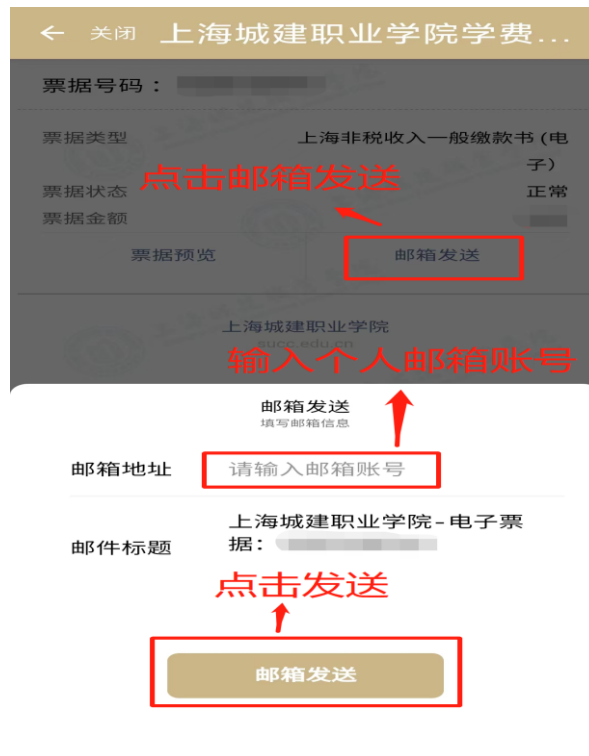 关闭 上海城建职业学院学费...
票据号码：
票据类型 上海非税收入一般缴款书(电
子)
点击邮箱发送
票据状态 正常
票据金额
票据预览 邮箱发送
上海城建职业学院
succ.edu.cn
输入个人邮箱账号
邮箱发送
填写邮箱信息
邮箱地址 请输入邮箱账号
上海城建职业学院-电子票
邮件标题 据：
点击发送
邮箱发送